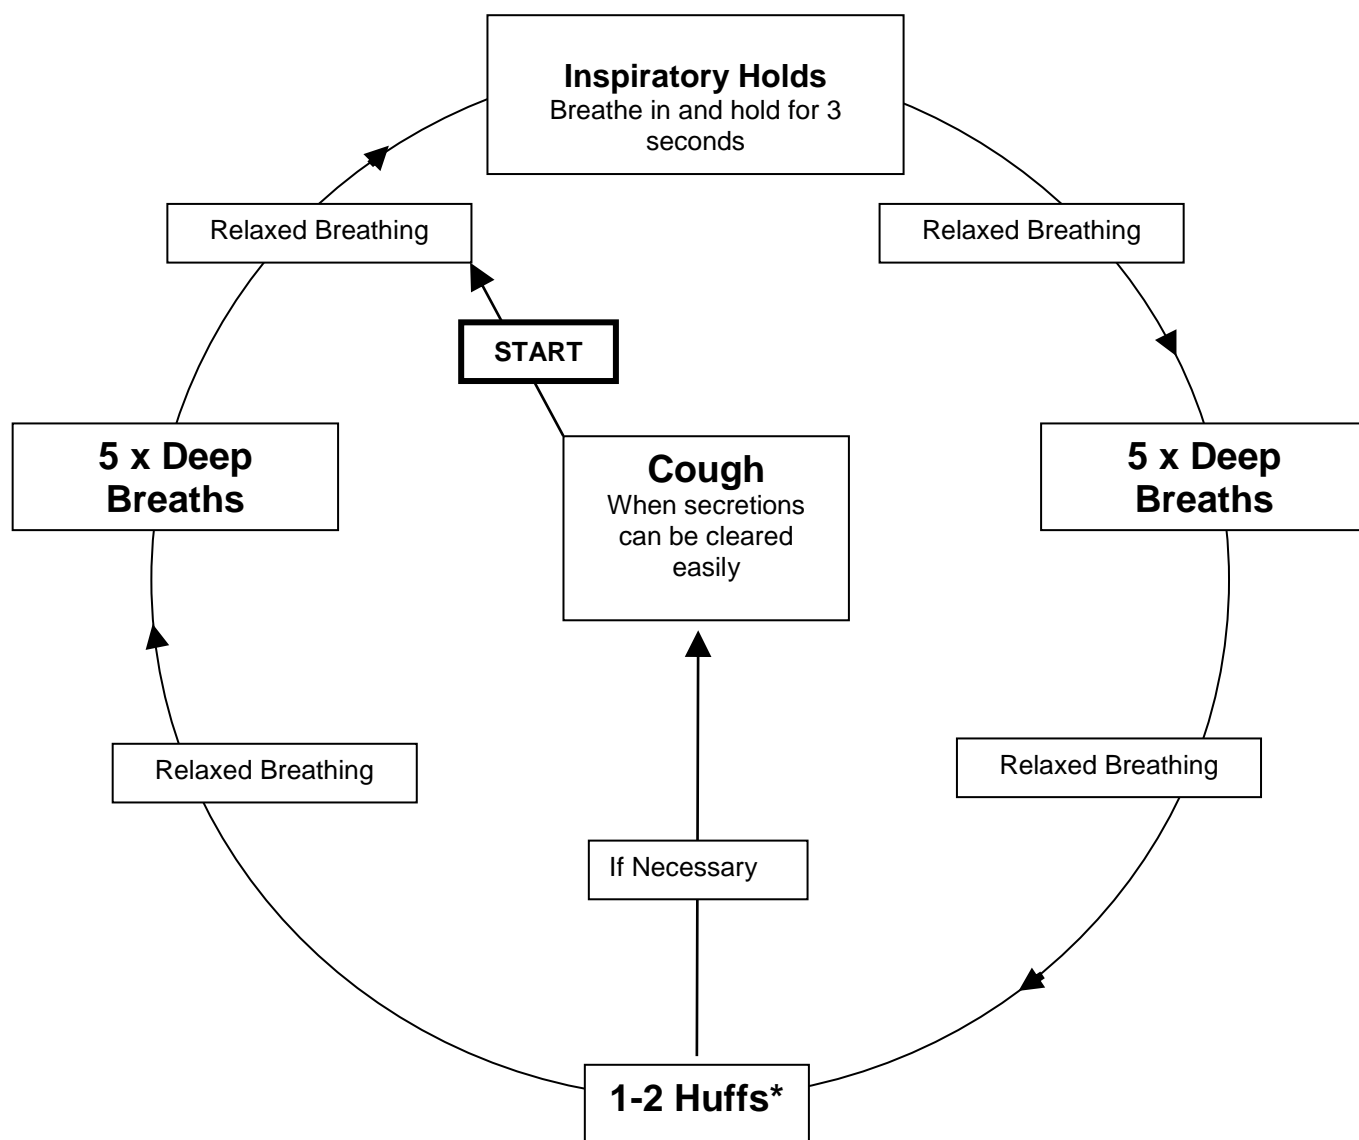 Inspiratory Holds
Breathe in and hold for 3
seconds
Relaxed Breathing
Relaxed Breathing
START
5 x Deep
Breaths
Cough
When secretions
can be cleared
easily
5 x Deep
Breaths
Relaxed Breathing
Relaxed Breathing
If Necessary
1-2 Huffs*